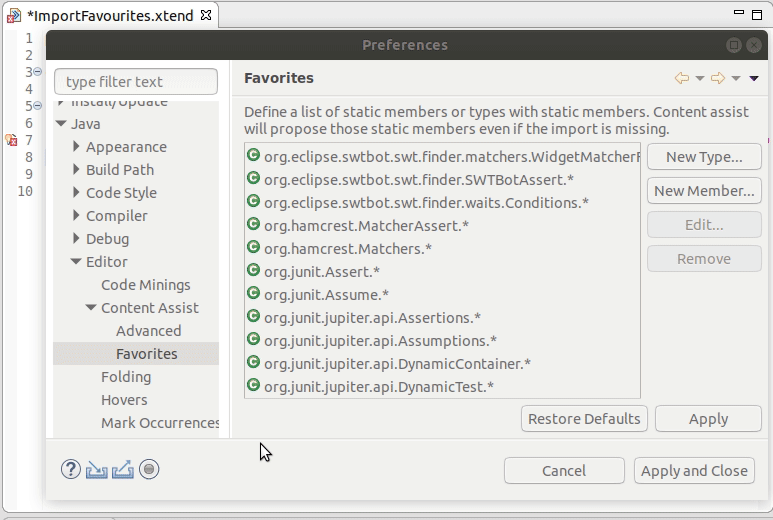 *ImportFavourites.xtend
1
2
3
4
5
6
7
8
9
10
Preferences
type filter text
Install/Update
Java
Appearance
Build Path
Code Style
Compiler
Debug
Editor
Code Minings
Content Assist
Advanced
Favorites
Folding
Hovers
Mark Occurrences
Favorites
Define a list of static members or types with static members. Content assist
will propose those static members even if the import is missing.
org.eclipse.swtbot.swt.finder.matchers.WidgetMatcherF
org.eclipse.swtbot.swt.finder.SWTBotAssert.*
org.eclipse.swtbot.swt.finder.waits.Conditions.*
org.hamcrest.MatcherAssert.*
org.hamcrest.Matchers.*
org.junit.Assert.*
org.junit.Assume.*
org.junit.jupiter.api.Assertions.*
org.junit.jupiter.api.Assumptions.*
org.junit.jupiter.api.DynamicContainer.*
org.junit.jupiter.api.DynamicTest.*
New Type...
New Member...
Edit...
Remove
Restore Defaults
Apply
Cancel
Apply and Close